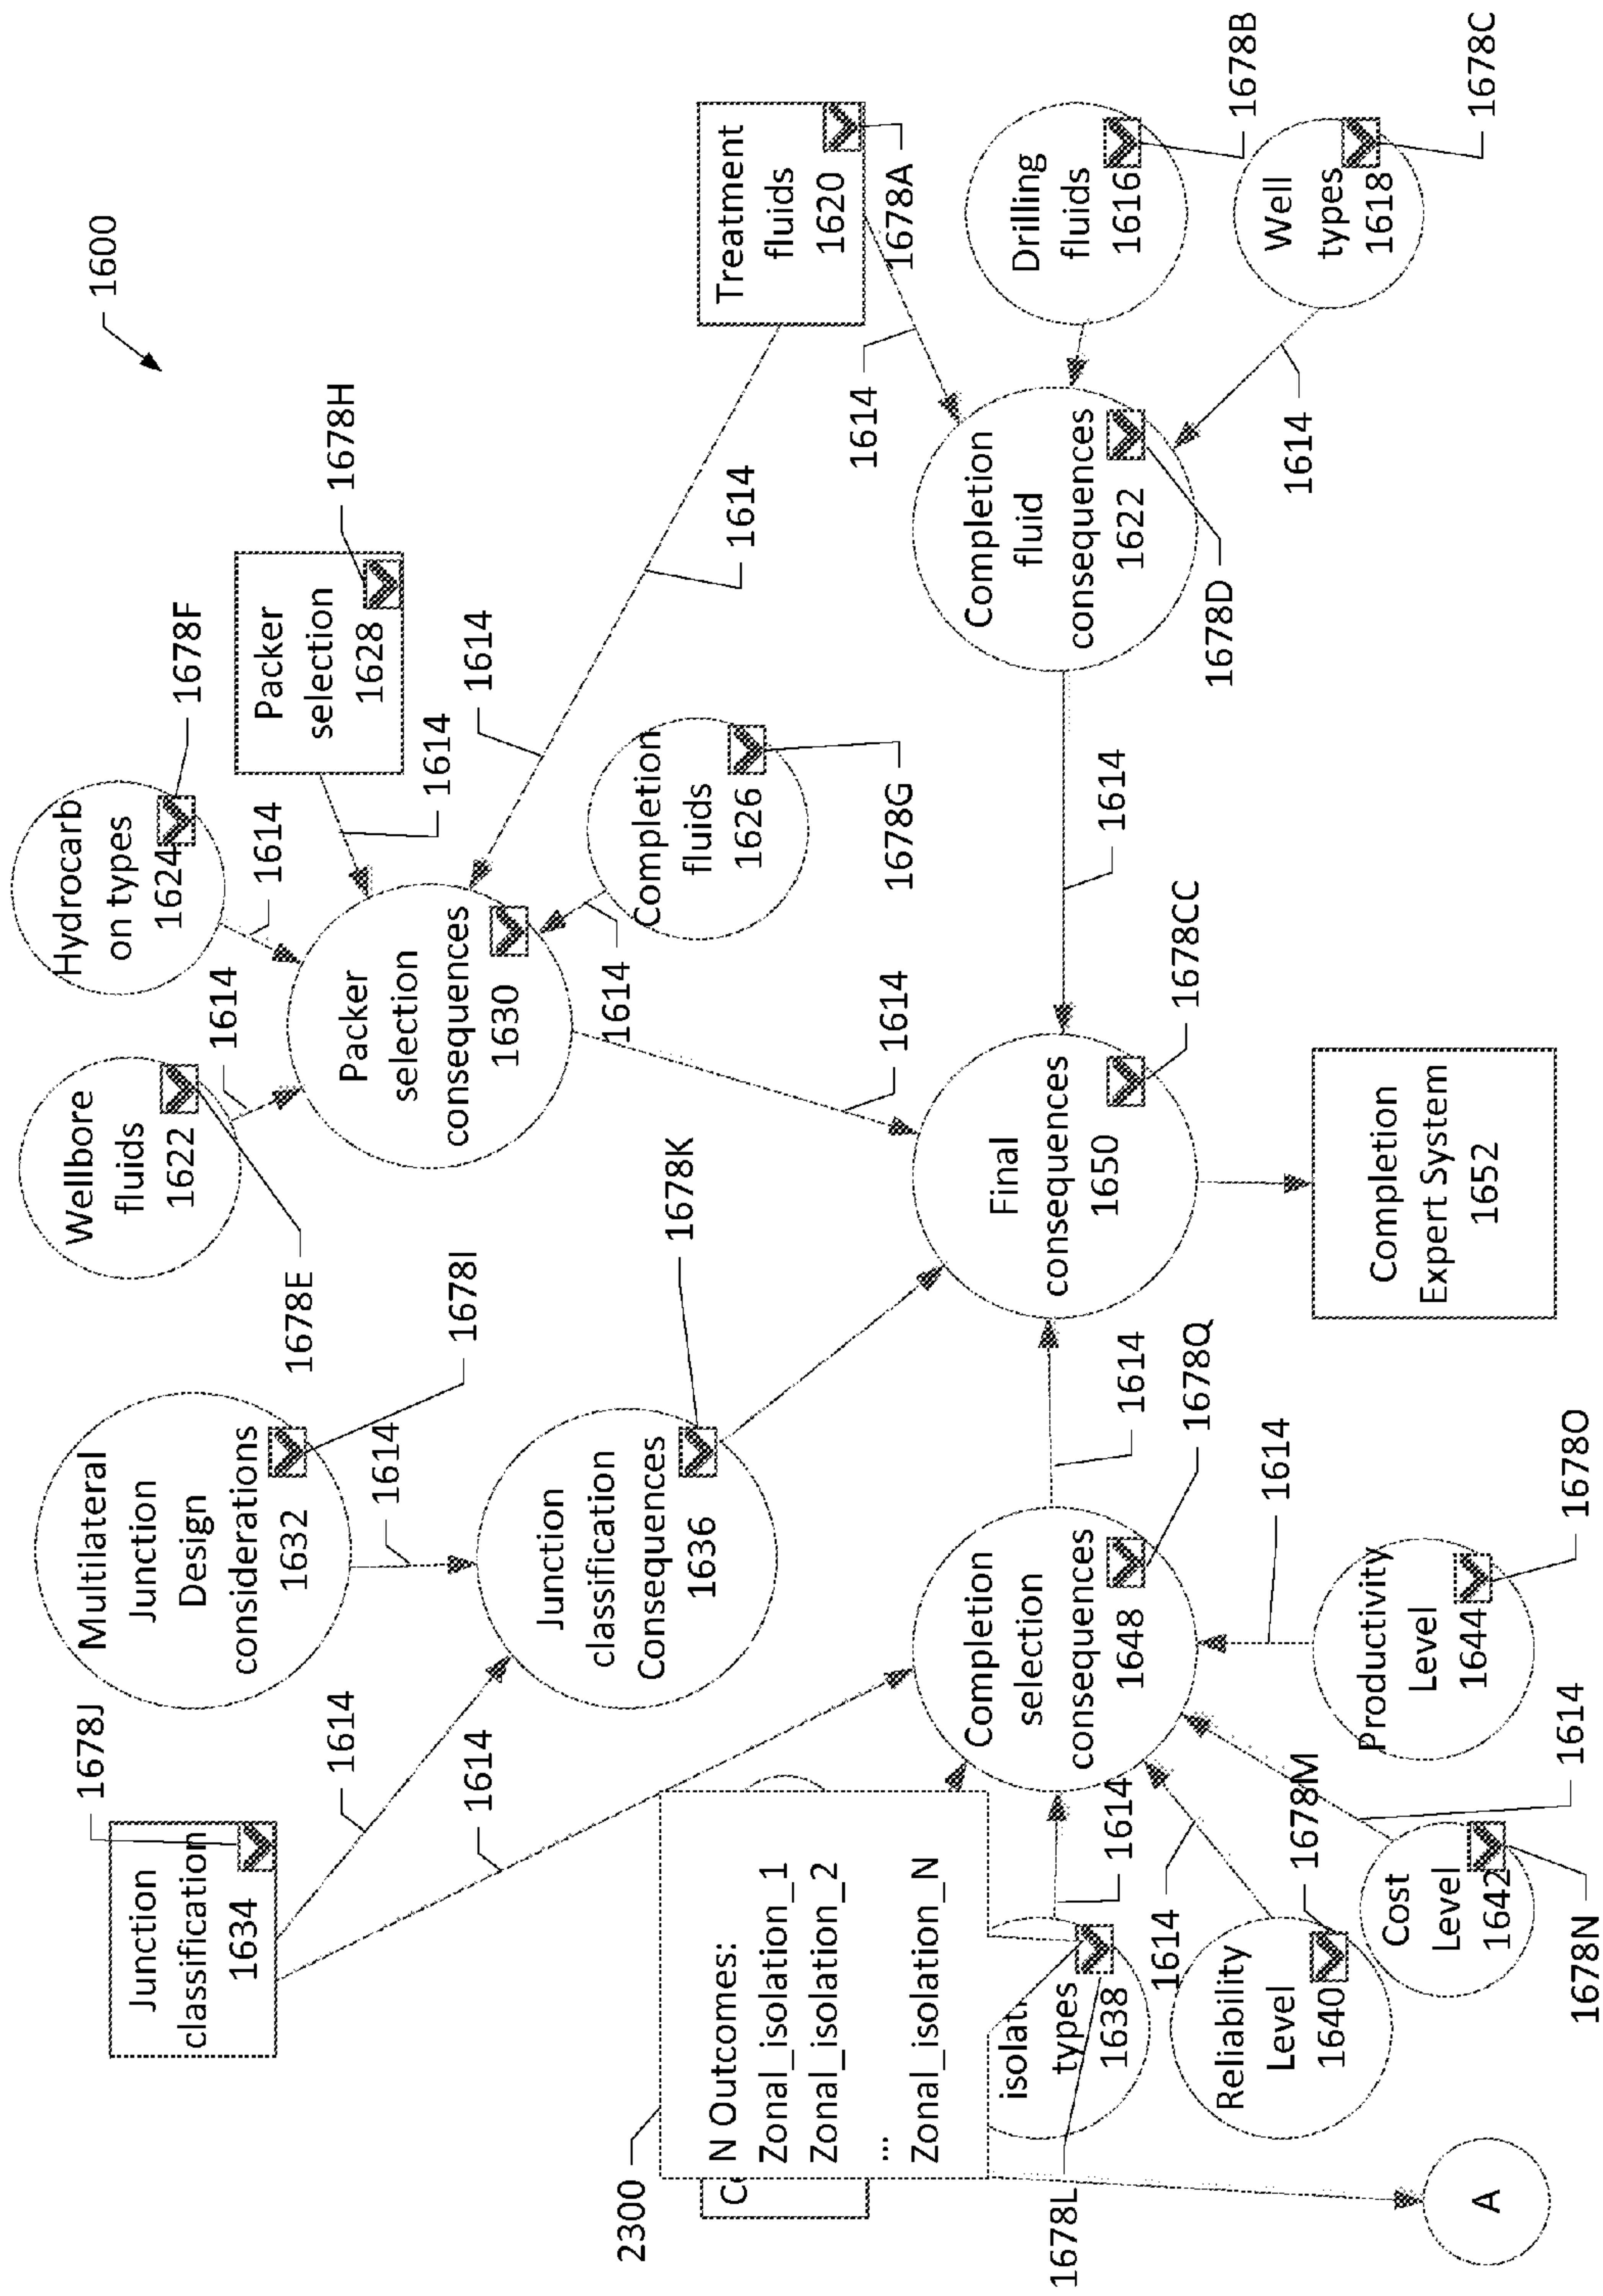 1600
Hydrocarb
on types
1624
1678F
Wellbore
fluids
1622
1678E
1614
1614
Packer
selection
1628
1678H
1614
1614
Packer
selection
consequences
1630
1614
Completion
fluids
1626
1678G
1614
Treatment
fluids
1620
1678A
1614
Drilling
fluids
1616
1678B
Well
types
1618
1678C
1614
Completion
fluid
consequences
1622
1678D
1614
1614
Multilateral
Junction
Design
considerations
1632
1678I
1614
1678J
Junction
classification
1634
1614
1614
Junction
classification
Consequences
1636
1678K
Final
consequences
1650
1678CC
Completion
Expert System
1652
Completion
selection
consequences
1648
1678Q
1614
1614
Productivity
Level
1644
1678O
2300
N Outcomes:
Zonal_isolation_1
Zonal_isolation_2
...
Zonal_isolation_N
isolat
types
1638
1678L
1614
1614
Reliability
Level
1640
1678M
Cost
Level
1642
1678N
1614
A